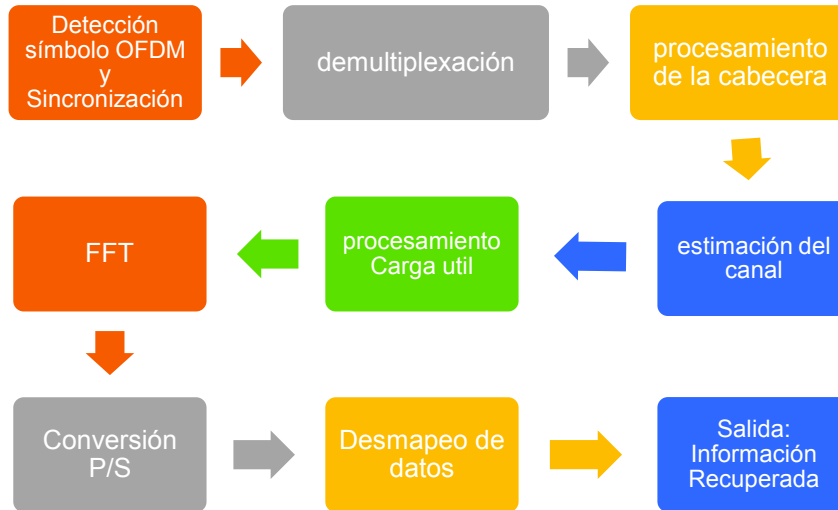 Detección
símbolo OFDM
y
Sincronización
demultiplexación
procesamiento
de la cabecera
FFT
procesamiento
Carga util
estimación del
canal
Conversión
P/S
Desmapeo de
datos
Salida:
Información
Recuperada